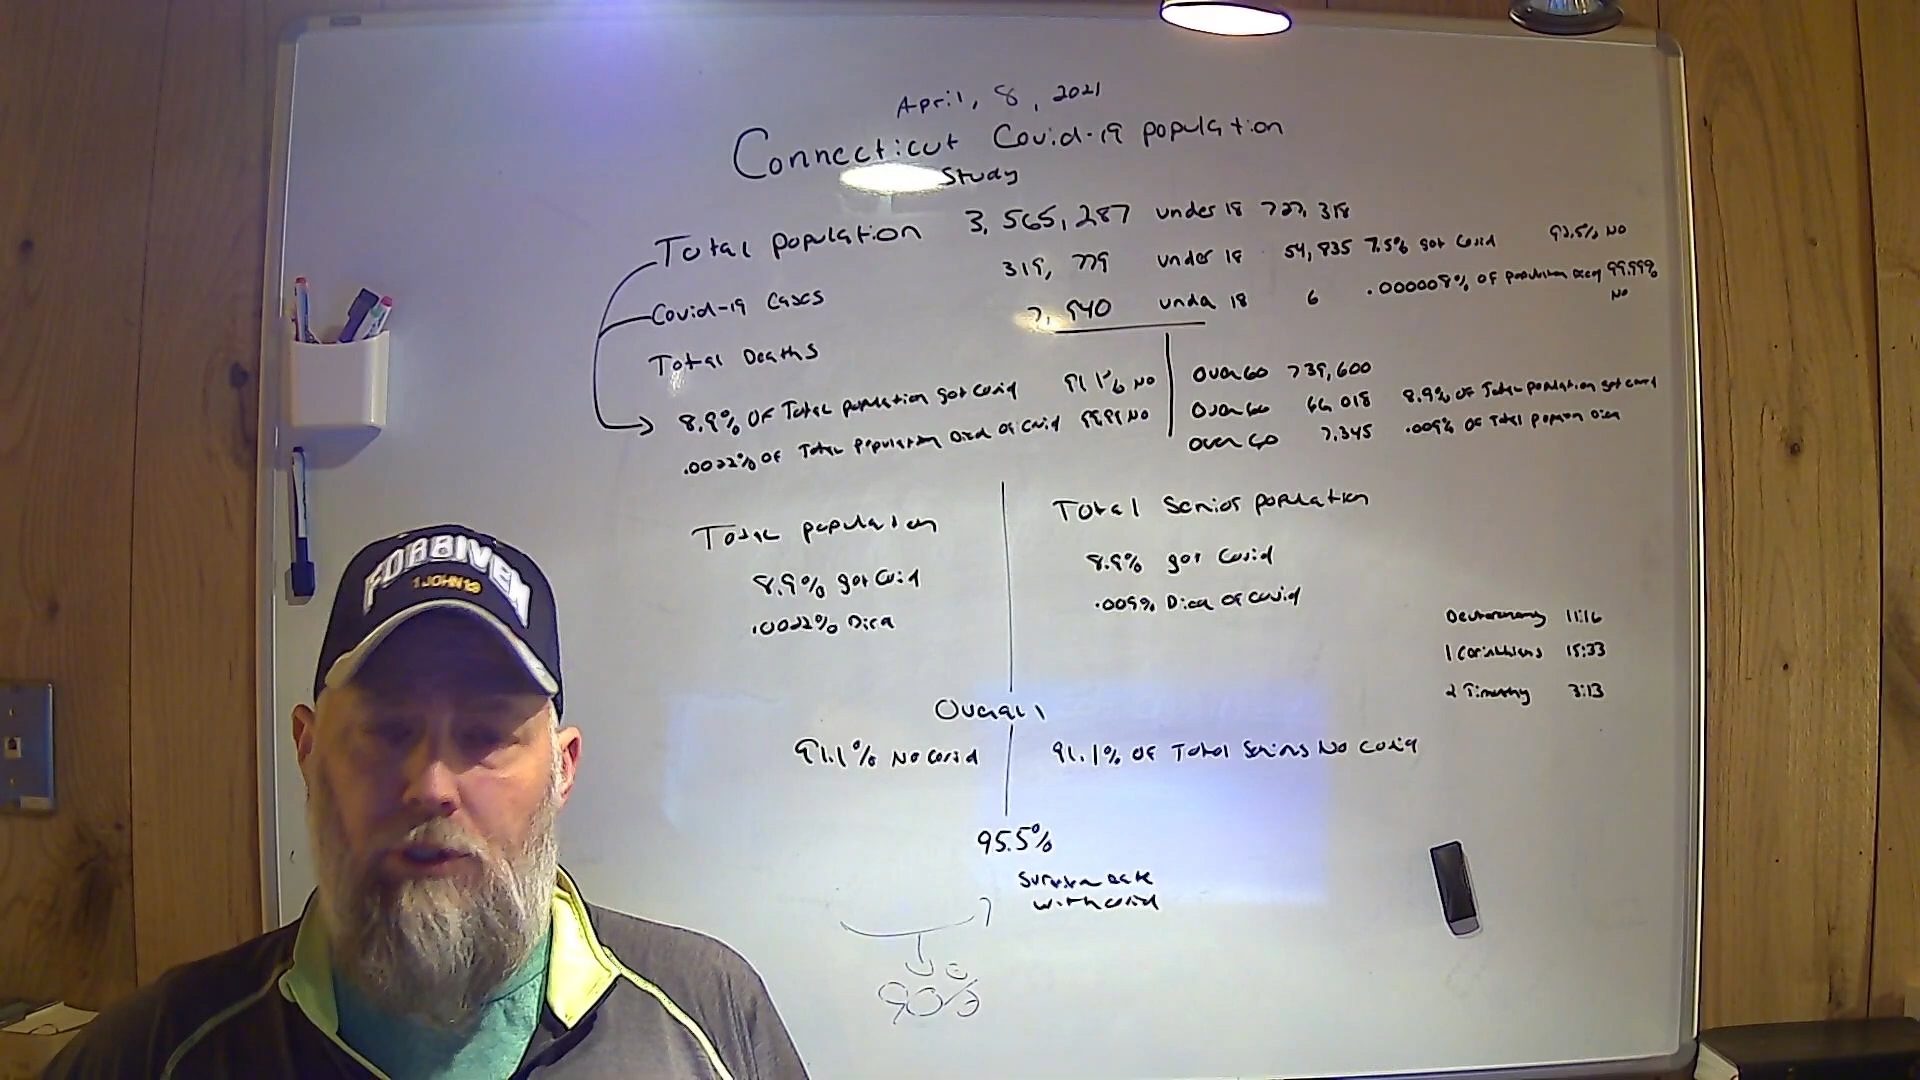 April, 8, 2021
Connecticut Covid-19 population
Study
Total population 3,565,287 under 18 727,318
Covid-19 Cases 319,779 under 18 54,835 7.5% got Covid 92.5% NO
Total Deaths 7,940 under 18 6 .000008% OF population Died 99.99%
No
8.9% OF Total population got covid 91.1% NO
.0022% OF Total Population Died of Covid 99.99 NO
Over 60 739,600
Over 60 66,018 8.9% OF Total population got covid
Over 60 7,345 .009% OF Total Died
Total population
8.9% got Covid
.0022% Died
Total Senior population
8.9% got Covid
.009% Died of covid
Deuteronomy 11:16
1 Corinthians 15:33
2 Timothy 3:13
Overall
91.1% No Covid
91.1% OF Total Seniors No Covid
95.5%
Survival Rate
with covid
FORGIVEN
1 JOHN 1:9